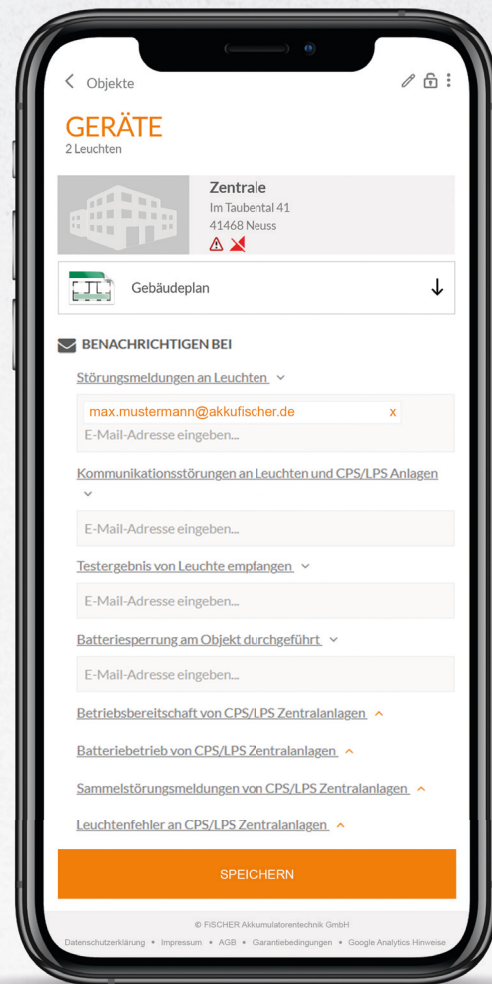 Objekte
GERÄTE
2 Leuchten
Zentrale
Im Taubental 41
41468 Neuss
Gebäudeplan
BENACHRICHTIGEN BEI
Störungsmeldungen an Leuchten
max.mustermann@akkufischer.de x
E-Mail-Adresse eingeben...
Kommunikationsstörungen an Leuchten und CPS/LPS Anlagen
E-Mail-Adresse eingeben...
Testergebnis von Leuchte empfangen
E-Mail-Adresse eingeben...
Batteriesperrung am Objekt durchgeführt
E-Mail-Adresse eingeben...
Betriebsbereitschaft von CPS/LPS Zentralanlagen
Batteriebetrieb von CPS/LPS Zentralanlagen
Sammelstörungsmeldungen von CPS/LPS Zentralanlagen
Leuchtenfehler an CPS/LPS Zentralanlagen
SPEICHERN
© FiSCHER Akkumulatorentechnik GmbH
Datenschutzerklärung • Impressum • AGB • Garantiebedingungen • Google Analytics Hinweise